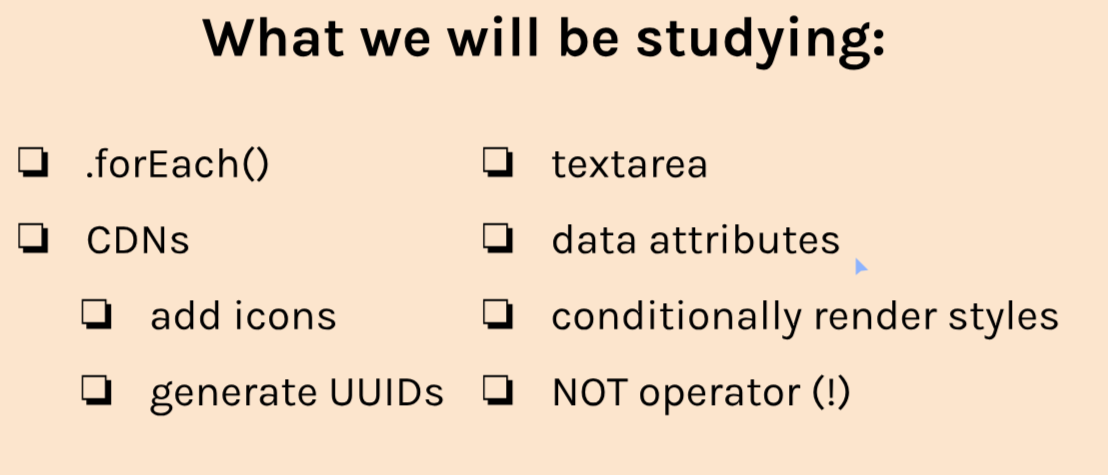 What we will be studying:
.forEach()
CDNs
add icons
generate UUIDs
textarea
data attributes
conditionally render styles
NOT operator (!)